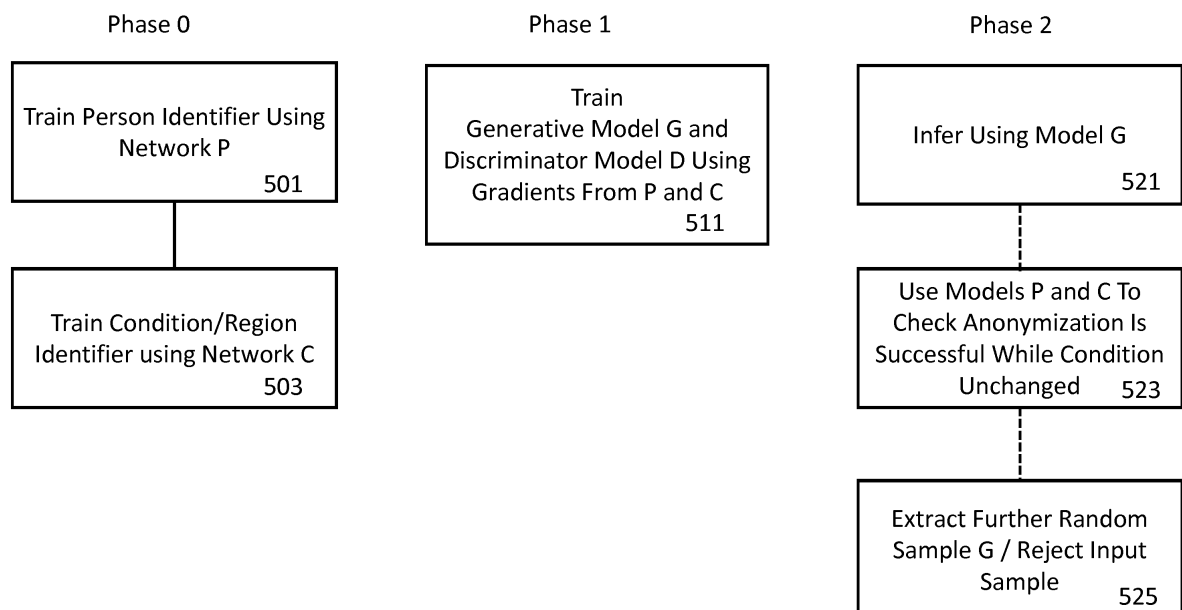 Phase 0
Train Person Identifier Using
Network P
501
Train Condition/Region
Identifier using Network C
503
Phase 1
Train
Generative Model G and
Discriminator Model D Using
Gradients From P and C
511
Phase 2
Infer Using Model G
521
Use Models P and C To
Check Anonymization Is
Successful While Condition
Unchanged 523
Extract Further Random
Sample G / Reject Input
Sample
525